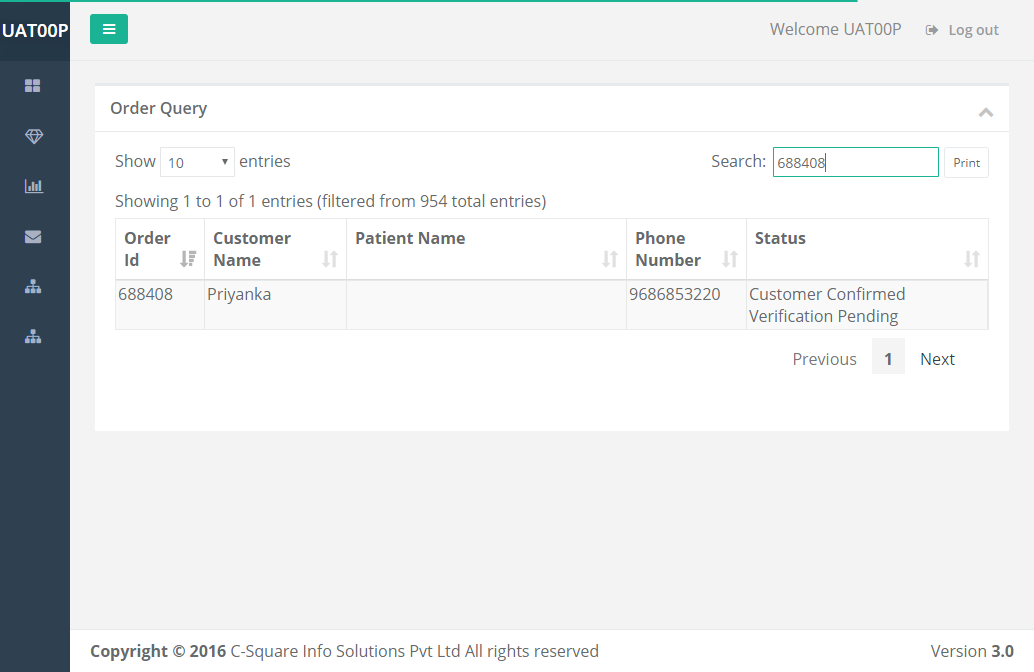 UAT00P
Welcome UAT00P Log out
Order Query
Show 10 entries Search: 688408 Print
Showing 1 to 1 of 1 entries (filtered from 954 total entries)
Order Id Customer Name Patient Name Phone Number Status
688408 Priyanka 9686853220 Customer Confirmed Verification Pending
Previous 1 Next
Copyright © 2016 C-Square Info Solutions Pvt Ltd All rights reserved Version 3.0